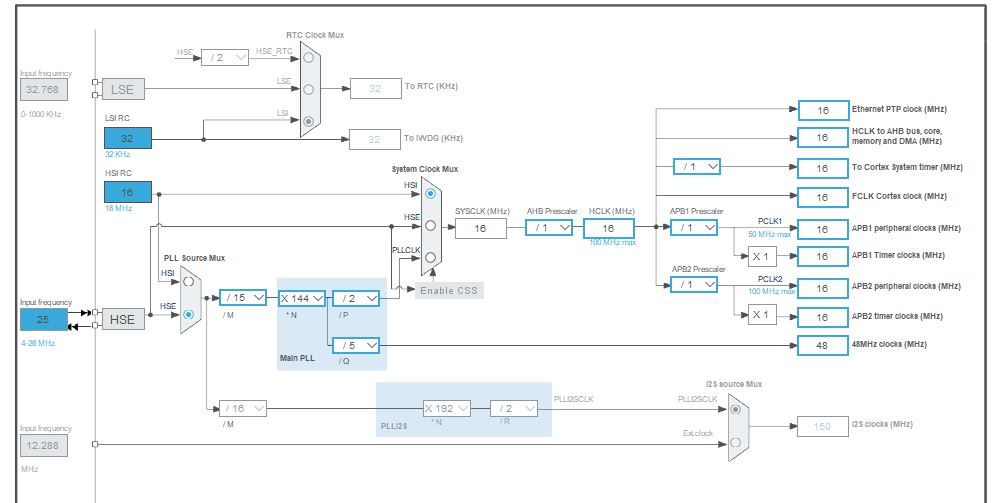 RTC Clock Mux
HSE
/ 2
HSE_RTC
Input frequency
32.768
0-1000 KHz
LSE
LSE
32
To RTC (KHz)
LSI RC
32
32 KHz
LSI
32
To IWDG (KHz)
HSI RC
16
16 MHz
System Clock Mux
HSI
HSE
PLLCLK
SYSCLK (MHz)
16
AHB Prescaler
/ 1
HCLK (MHz)
16
100 MHz max
16
Ethernet PTP clock (MHz)
16
HCLK to AHB bus, core,
memory and DMA (MHz)
/ 1
16
To Cortex System timer (MHz)
16
FCLK Cortex clock (MHz)
APB1 Prescaler
/ 1
PCLK1
50 MHz max
16
APB1 peripheral clocks (MHz)
X 1
16
APB1 Timer clocks (MHz)
APB2 Prescaler
/ 1
PCLK2
100 MHz max
16
APB2 peripheral clocks (MHz)
X 1
16
APB2 timer clocks (MHz)
48
48MHz clocks (MHz)
PLL Source Mux
HSI
HSE
Input frequency
25
4-26 MHz
HSE
/ 15
/ M
X 144
* N
/ 2
/ P
/ 5
/ Q
Main PLL
Enable CSS
/ 16
/ M
X 192
* N
/ 2
/ R
PLLI2S
PLLI2SCLK
I2S source Mux
PLLI2SCLK
Ext.clock
150
I2S clocks (MHz)
Input frequency
12.288
MHz